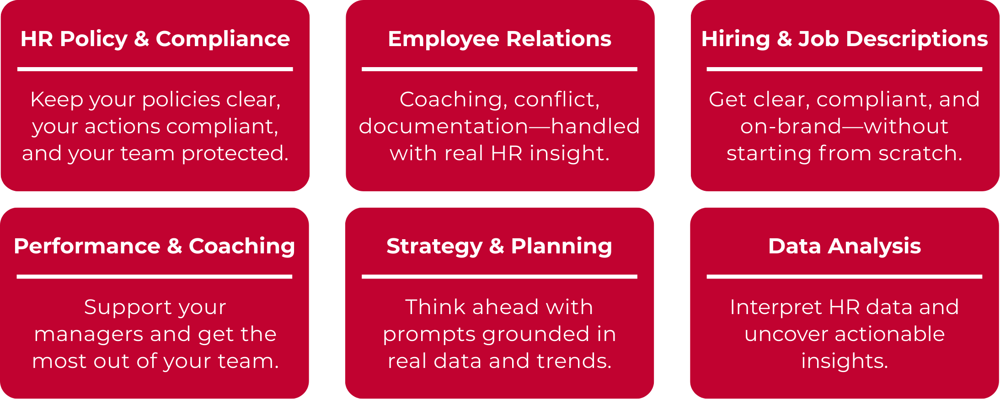 HR Policy & Compliance
Keep your policies clear,
your actions compliant,
and your team protected.
Employee Relations
Coaching, conflict,
documentation—handled
with real HR insight.
Hiring & Job Descriptions
Get clear, compliant, and
on-brand—without
starting from scratch.
Performance & Coaching
Support your
managers and get the
most out of your team.
Strategy & Planning
Think ahead with
prompts grounded in
real data and trends.
Data Analysis
Interpret HR data and
uncover actionable
insights.